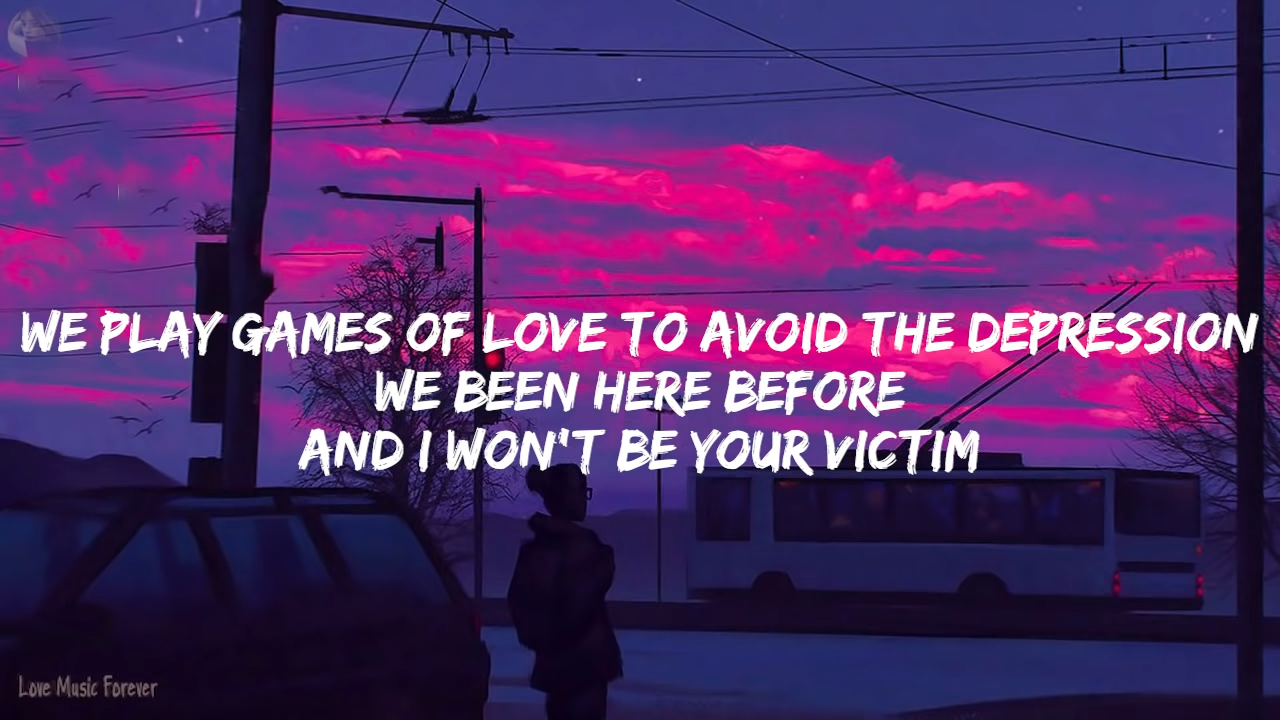 WE PLAY GAMES OF LOVE TO AVOID THE DEPRESSION
WE BEEN HERE BEFORE
AND I WON'T BE YOUR VICTIM
Love Music Forever